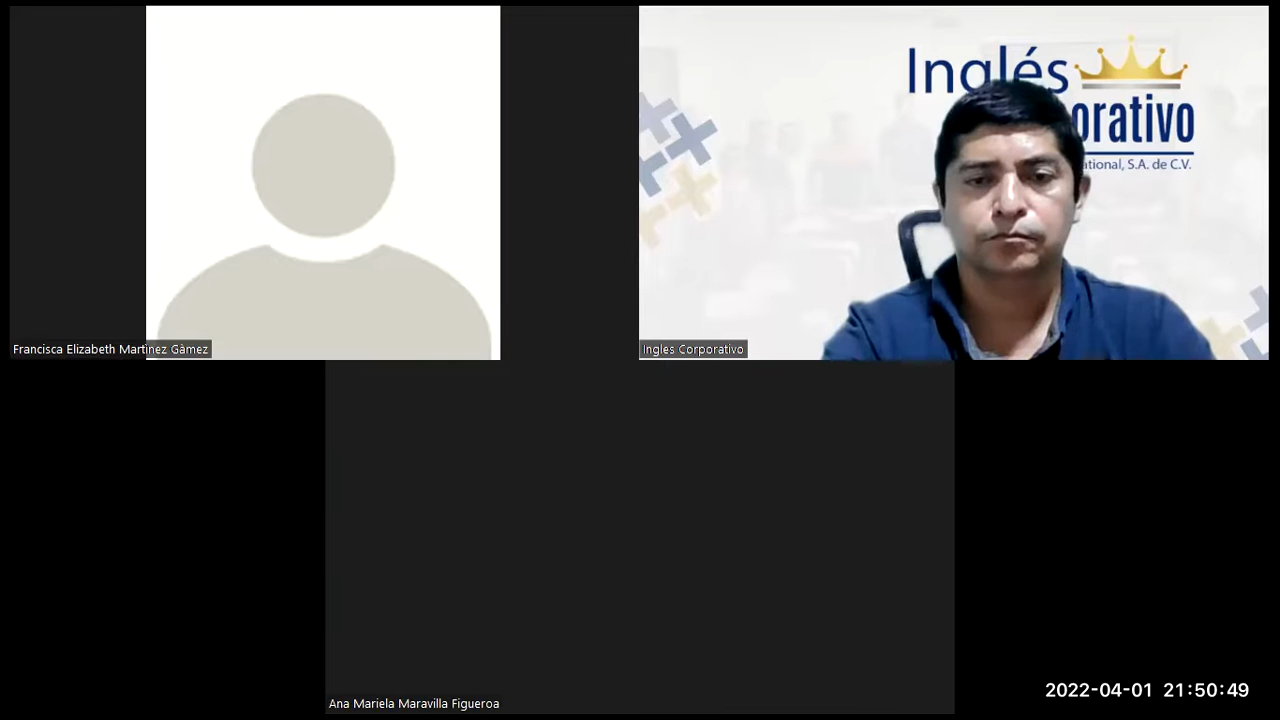 Inglés
orativo
ational, S.A. de C.V.
Francisca Elizabeth Martìnez Gàmez
Ingles Corporativo
Ana Mariela Maravilla Figueroa
2022-04-01 21:50:49